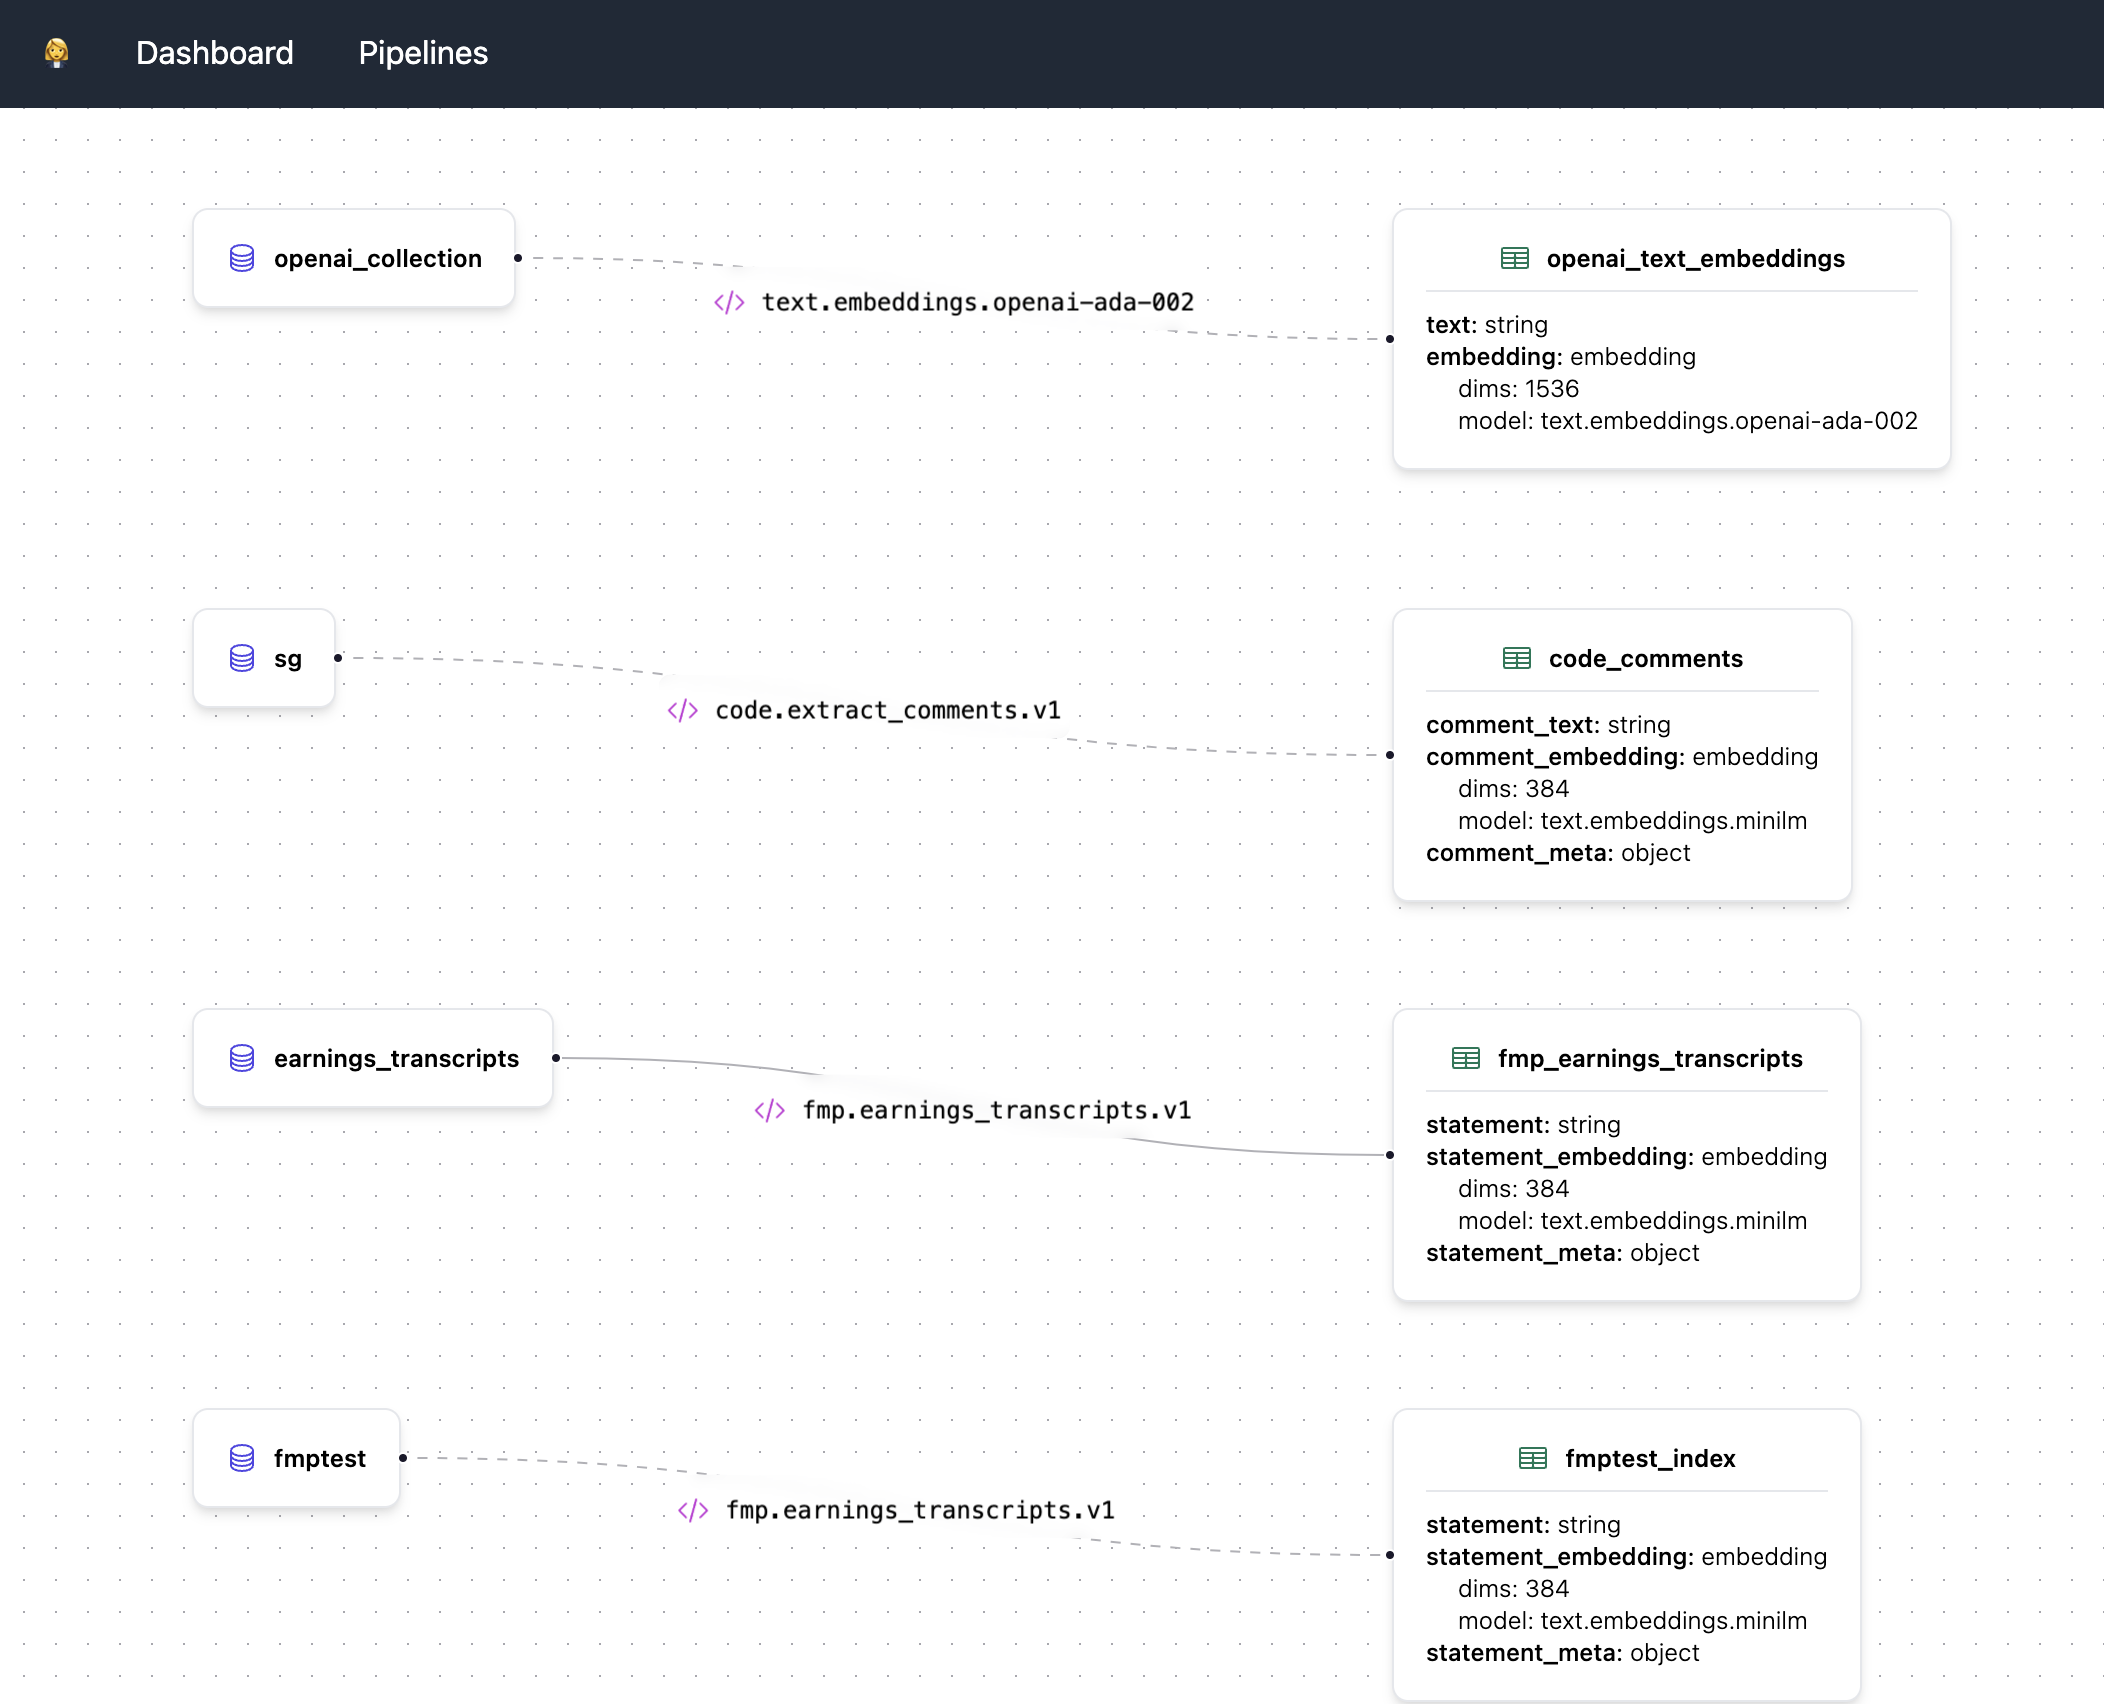 Dashboard Pipelines
openai_collection
text.embeddings.openai-ada-002
openai_text_embeddings
text: string
embedding: embedding
dims: 1536
model: text.embeddings.openai-ada-002
sg
code.extract_comments.v1
code_comments
comment_text: string
comment_embedding: embedding
dims: 384
model: text.embeddings.minilm
comment_meta: object
earnings_transcripts
fmp.earnings_transcripts.v1
fmp_earnings_transcripts
statement: string
statement_embedding: embedding
dims: 384
model: text.embeddings.minilm
statement_meta: object
fmptest
fmp.earnings_transcripts.v1
fmptest_index
statement: string
statement_embedding: embedding
dims: 384
model: text.embeddings.minilm
statement_meta: object